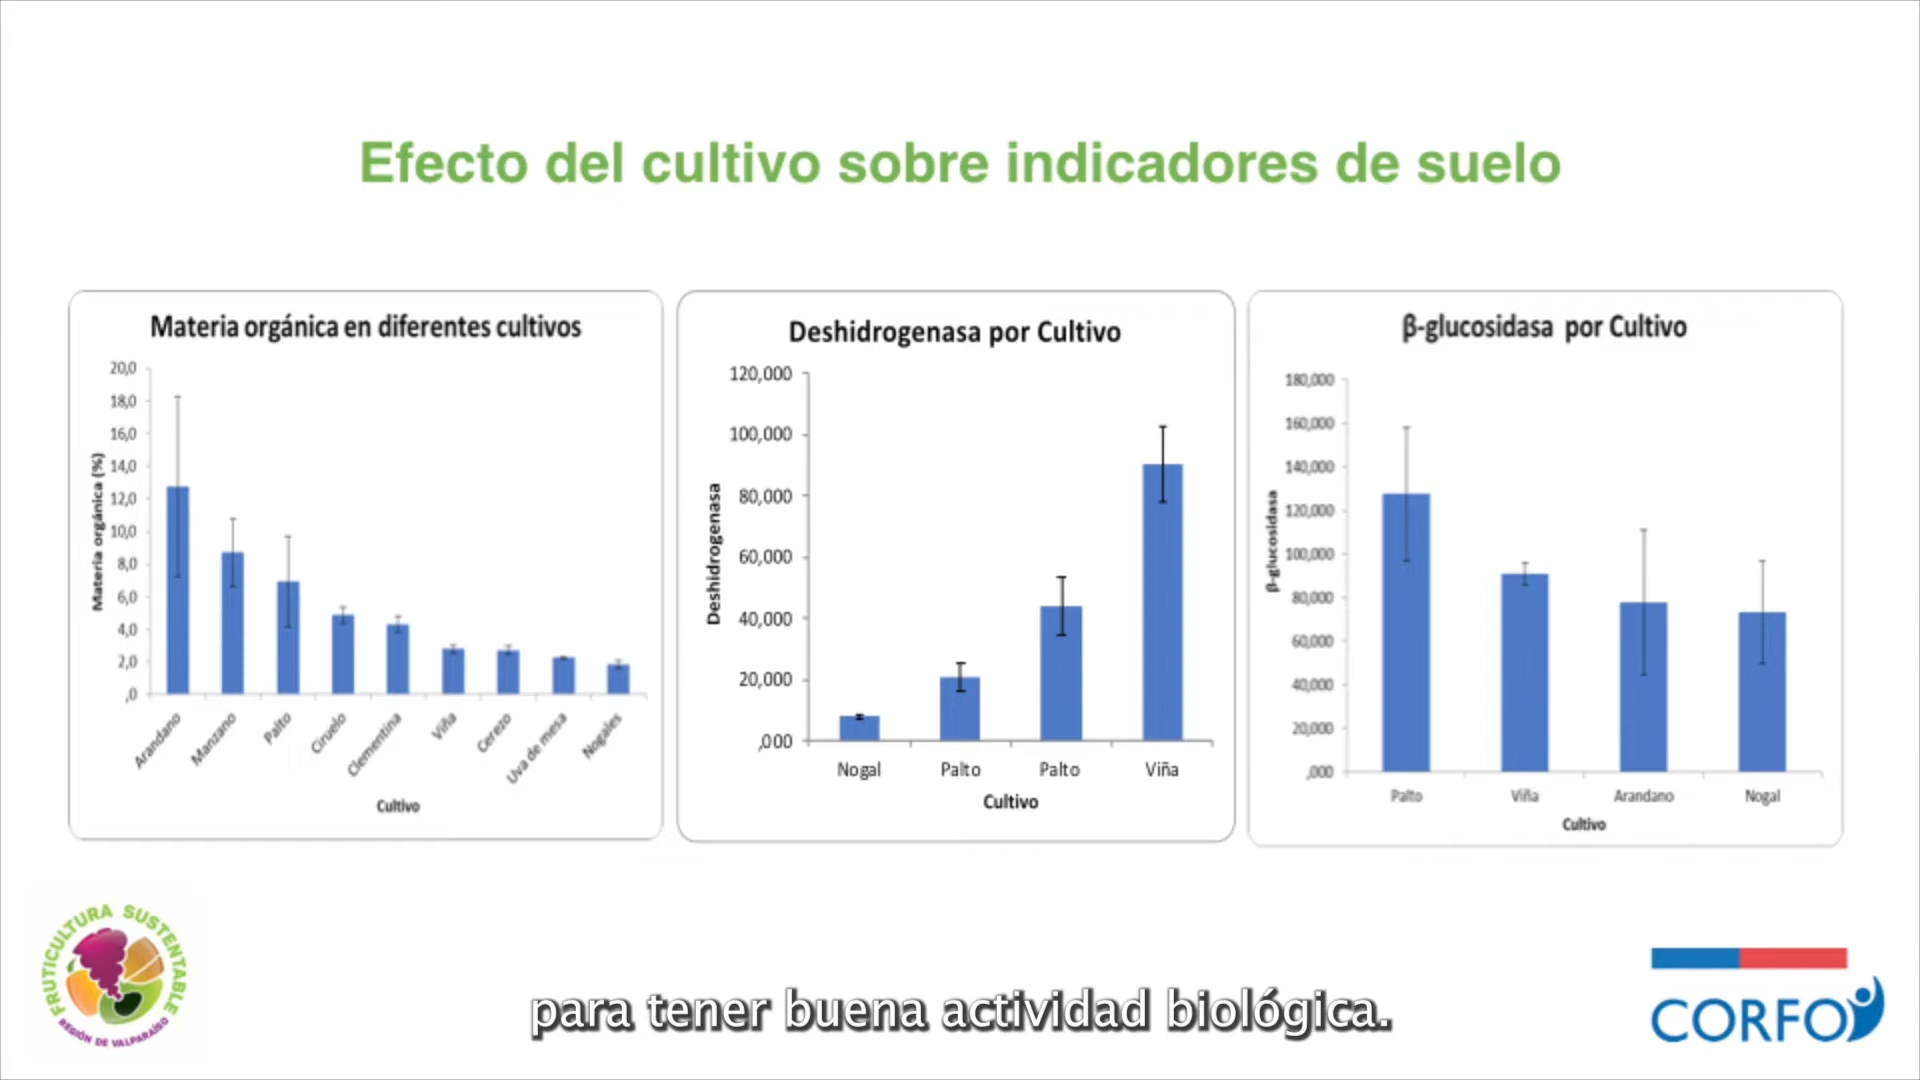 Efecto del cultivo sobre indicadores de suelo
Materia orgánica en diferentes cultivos
Materia orgánica (%)
20,0
18,0
16,0
14,0
12,0
10,0
8,0
6,0
4,0
2,0
,0
Arandano
Manzano
Palto
Ciruelo
Clementina
Viña
Cerezo
Uva de mesa
Nogales
Cultivo
Deshidrogenasa por Cultivo
Deshidrogenasa
120,000
100,000
80,000
60,000
40,000
20,000
,000
Nogal
Palto
Palto
Viña
Cultivo
β-glucosidasa por Cultivo
β-glucosidasa
180,000
160,000
140,000
120,000
100,000
80,000
60,000
40,000
20,000
,000
Palto
Viña
Arandano
Nogal
Cultivo
FRUTICULTURA SUSTENTABLE
REGIÓN DE VALPARAÍSO
para tener buena actividad biológica.
CORFO